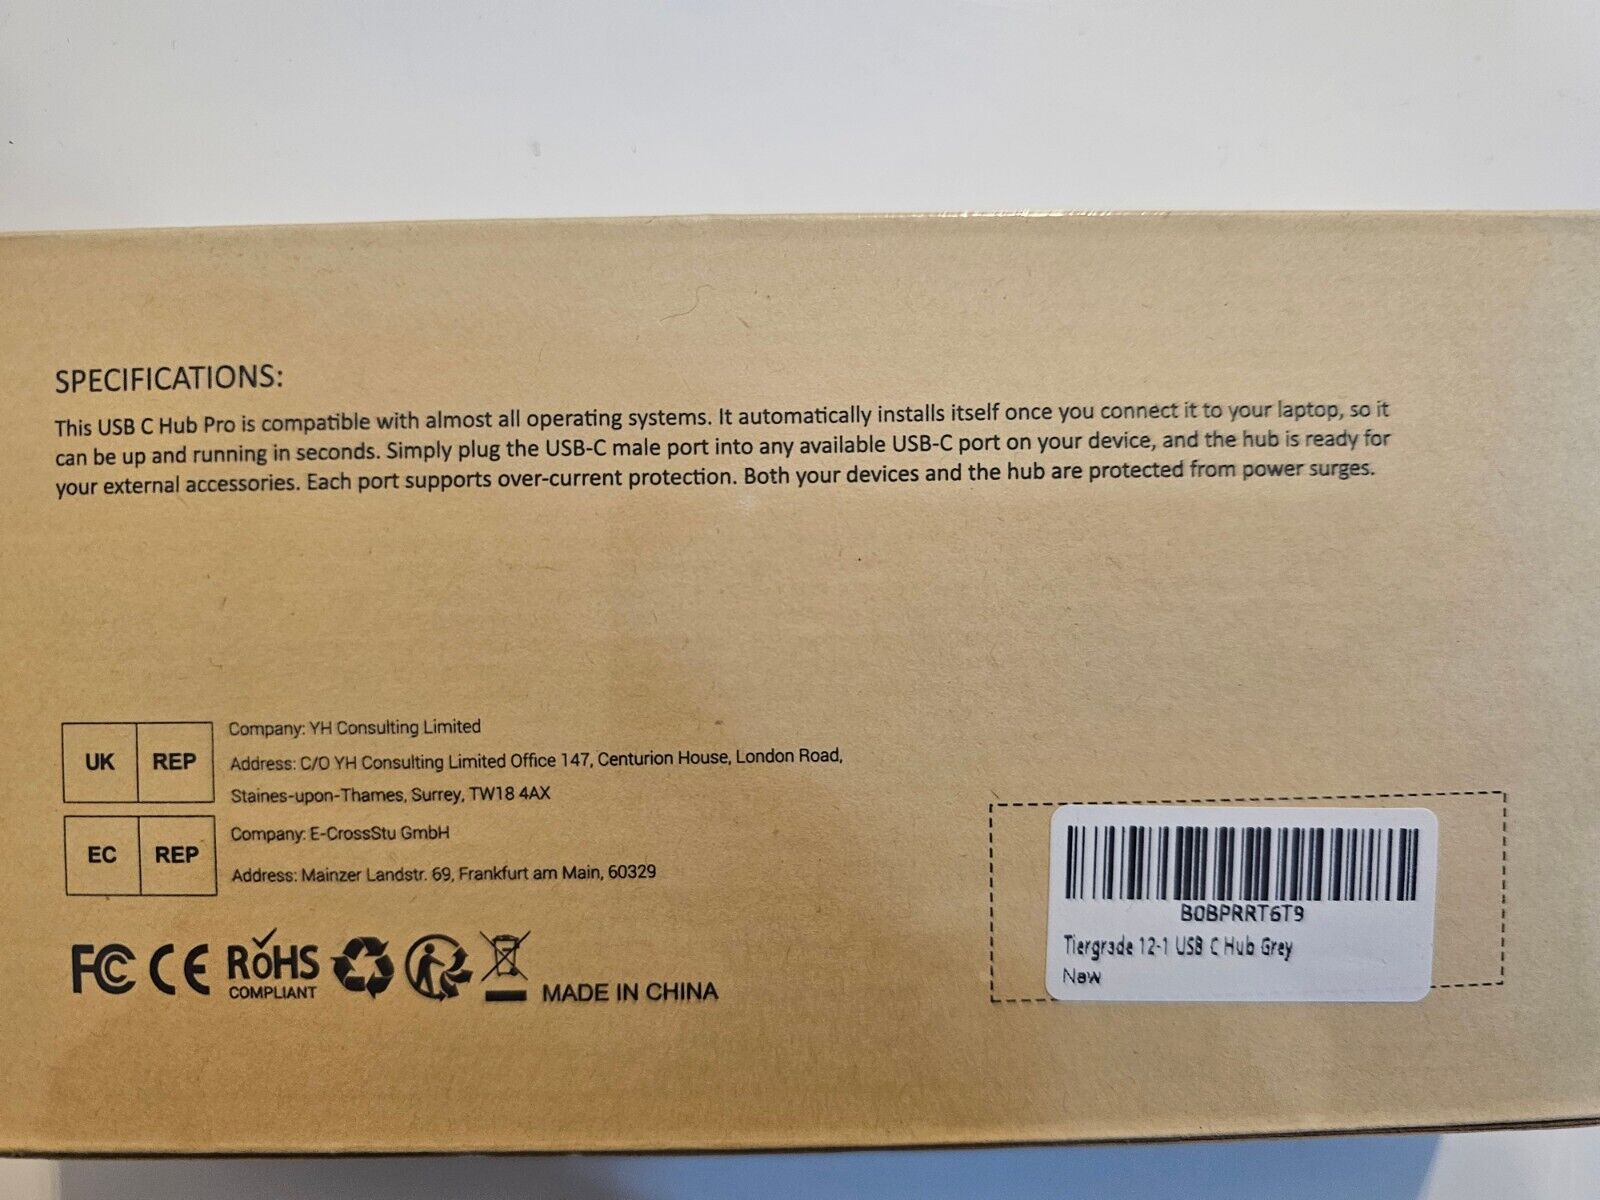 SPECIFICATIONS:
This USB C Hub Pro is compatible with almost all operating systems. It automatically installs itself once you connect it to your laptop, so it
can be up and running in seconds. Simply plug the USB-C male port into any available USB-C port on your device, and the hub is ready for
your external accessories. Each port supports over-current protection. Both your devices and the hub are protected from power surges.
UK REP
Company: YH Consulting Limited
Address: C/O YH Consulting Limited Office 147, Centurion House, London Road,
Staines-upon-Thames, Surrey, TW18 4AX
EC REP
Company: E-CrossStu GmbH
Address: Mainzer Landstr. 69, Frankfurt am Main, 60329
FC CE RoHS
COMPLIANT
MADE IN CHINA
B0BPRRT6T9
Tiergrade 12-1 USB C Hub Grey
New